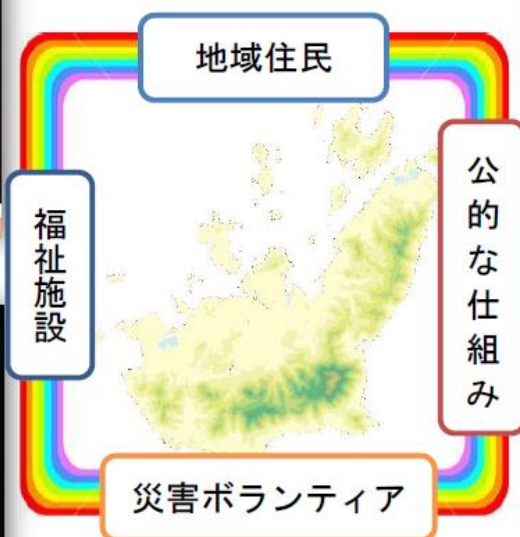 地域住民
公的な仕組み
福祉施設
災害ボランティア